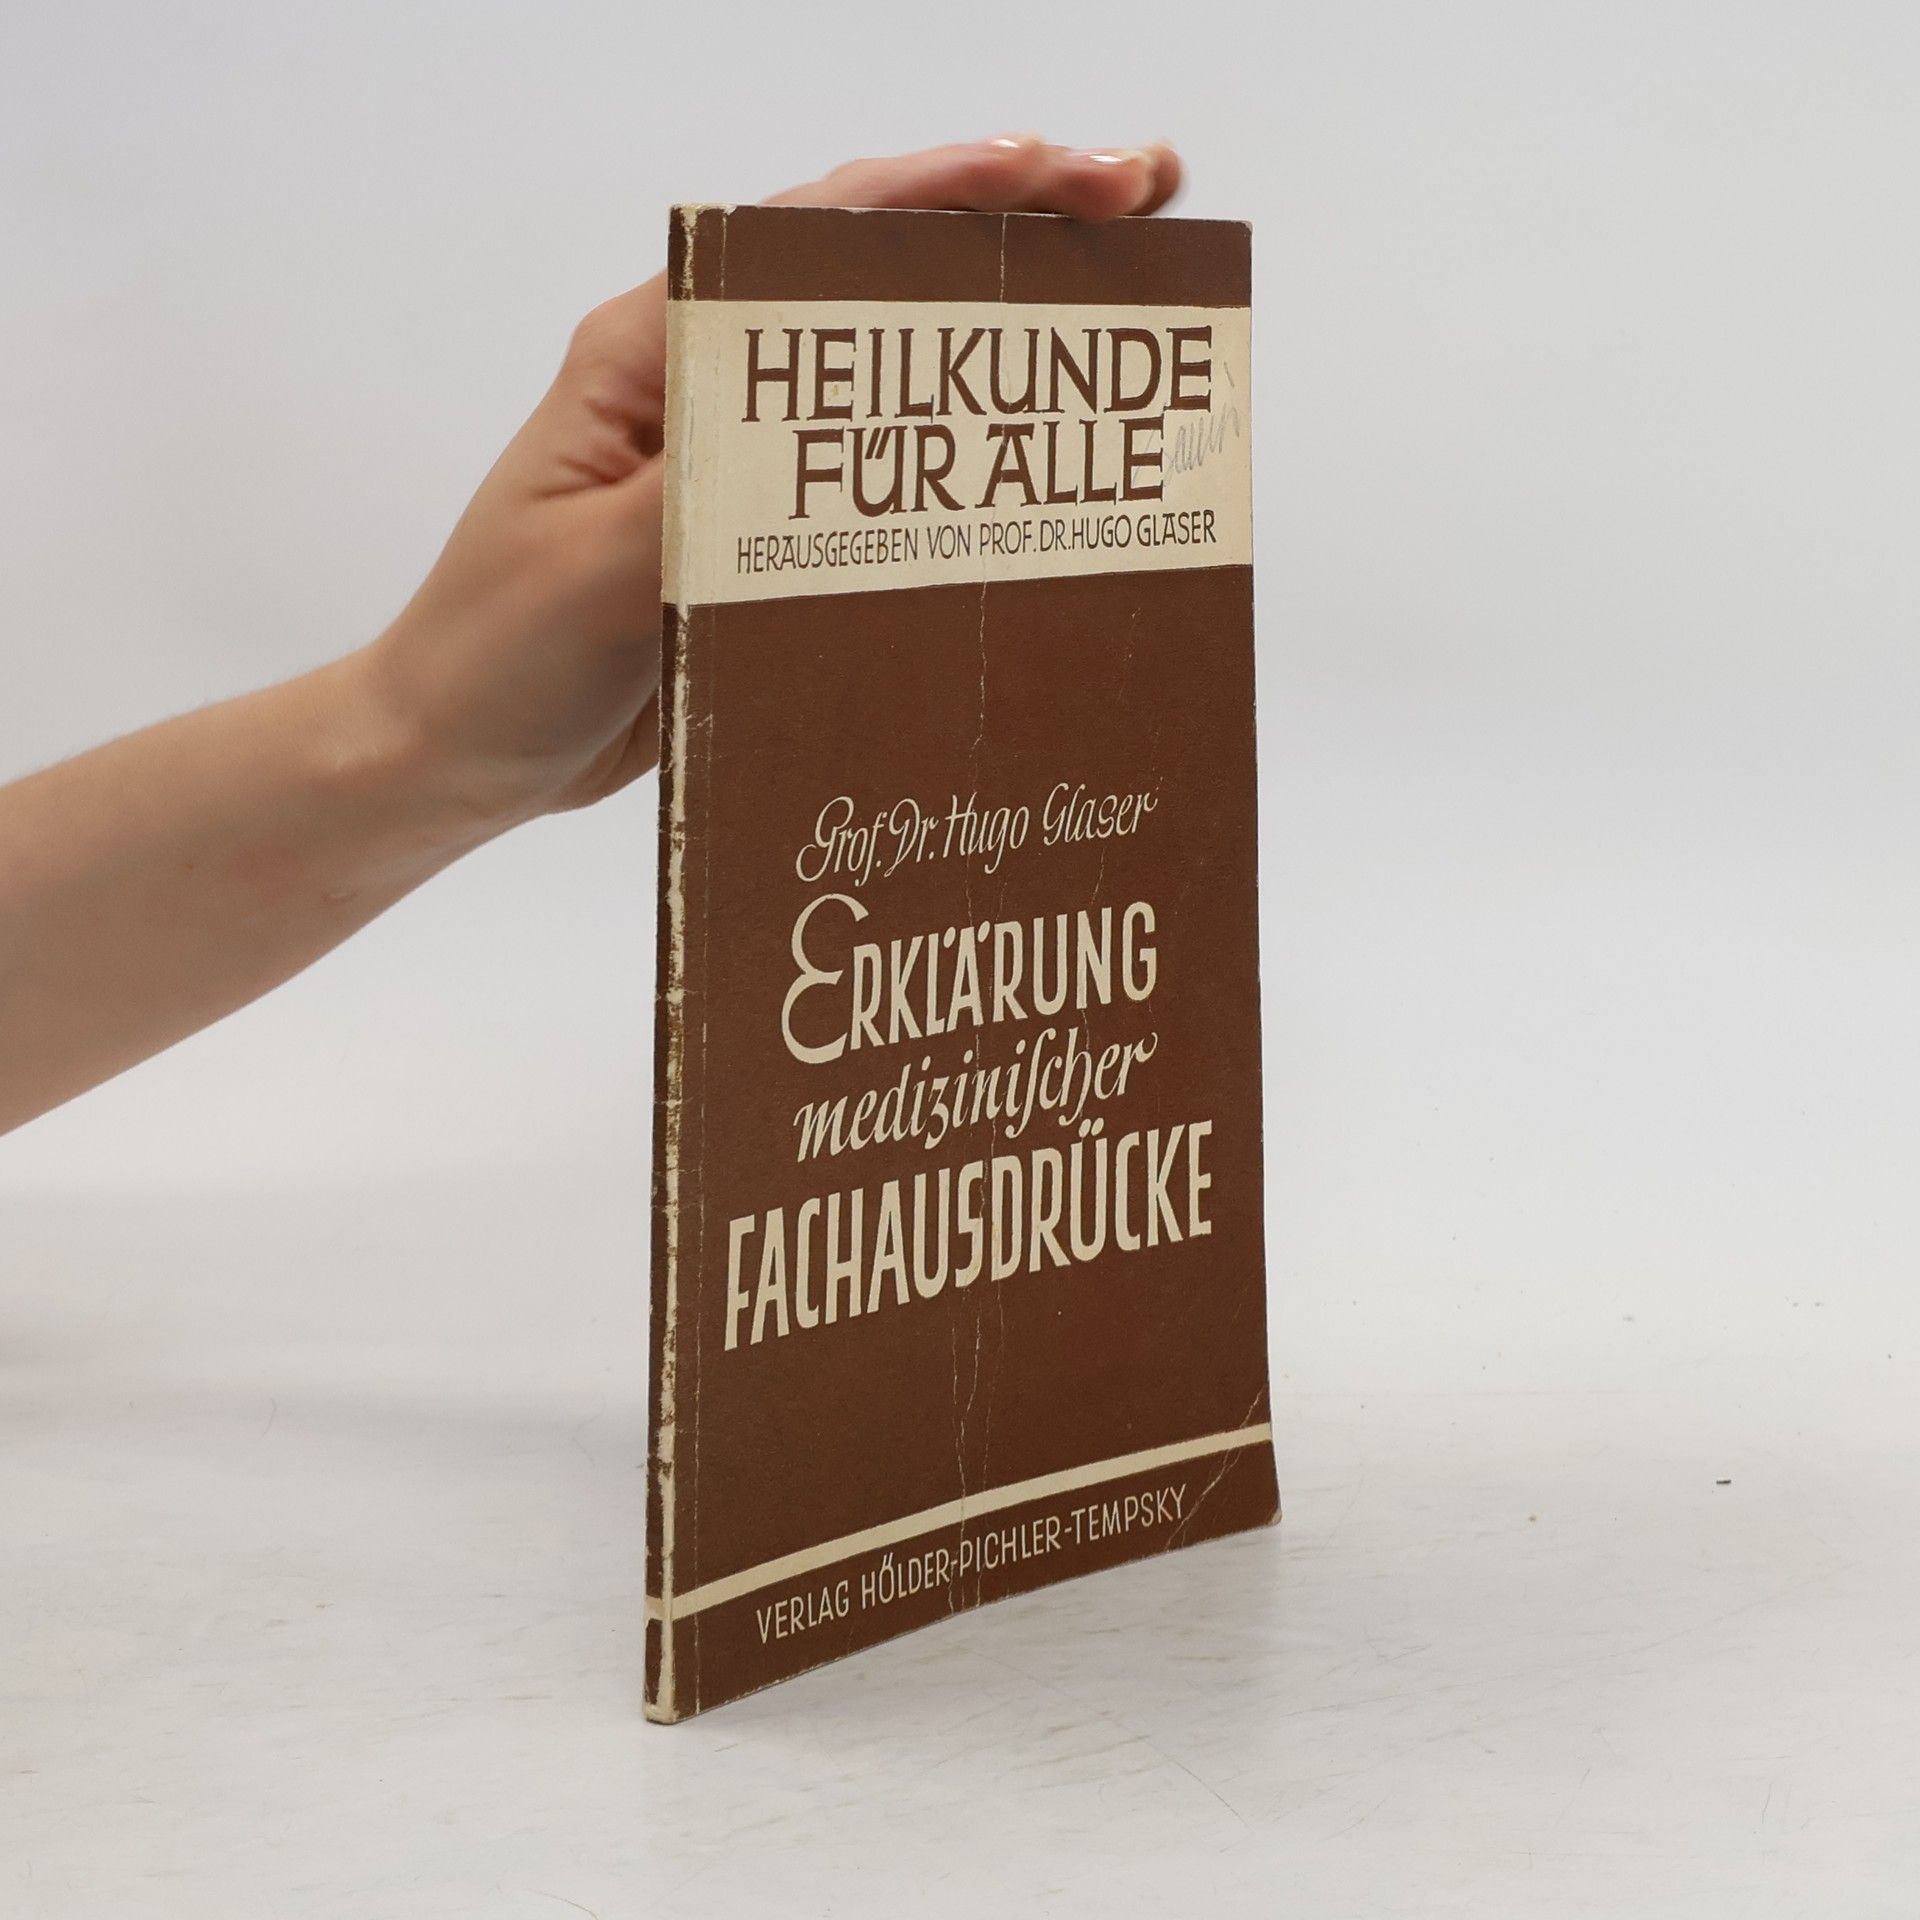 HEILKUNDE
FÜR ALLE
HERAUSGEGEBEN VON PROF. DR. HUGO GLASER
Prof. Dr. Hugo Glaser
ERKLÄRUNG
mediziniſcher
FACHAUSDRÜCKE
VERLAG HÖLDER-PICHLER-TEMPSKY